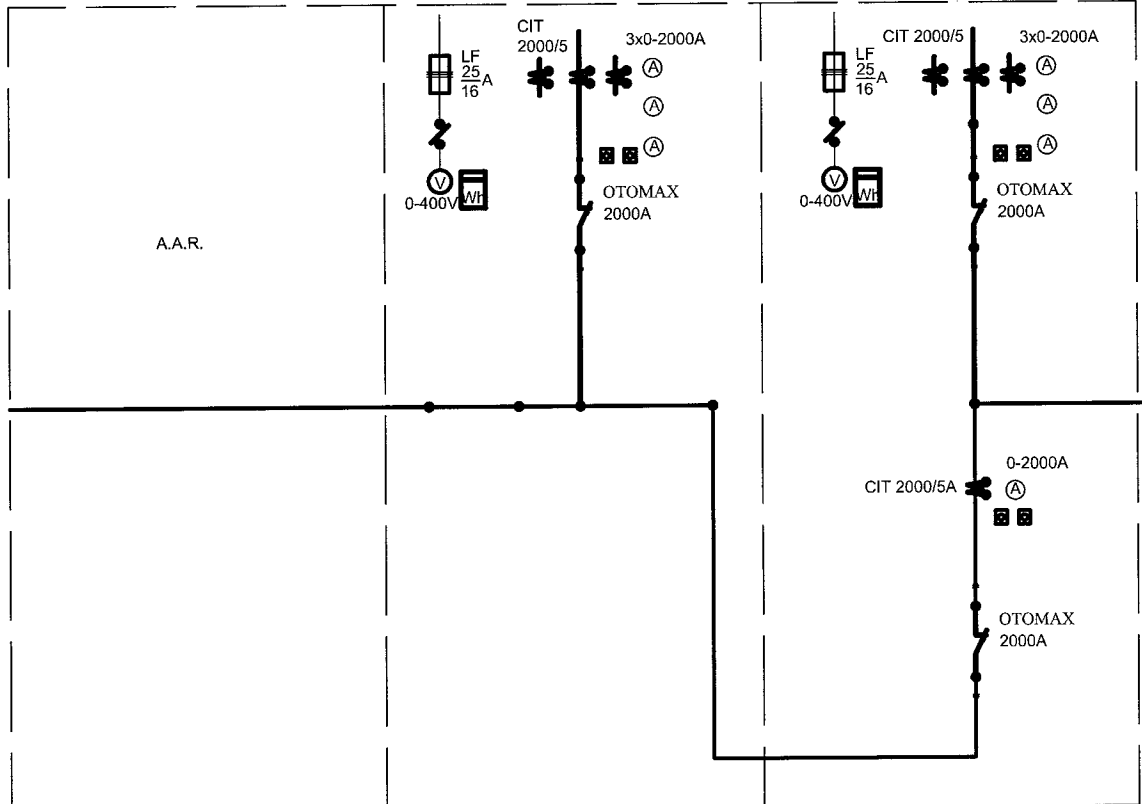 A.A.R.
LF
25
16
A
V
Wh
0-400V
CIT
2000/5
3x0-2000A
A
A
A
OTOMAX
2000A
LF
25
16
A
V
Wh
0-400V
CIT 2000/5
3x0-2000A
A
A
A
OTOMAX
2000A
CIT 2000/5A
0-2000A
A
OTOMAX
2000A